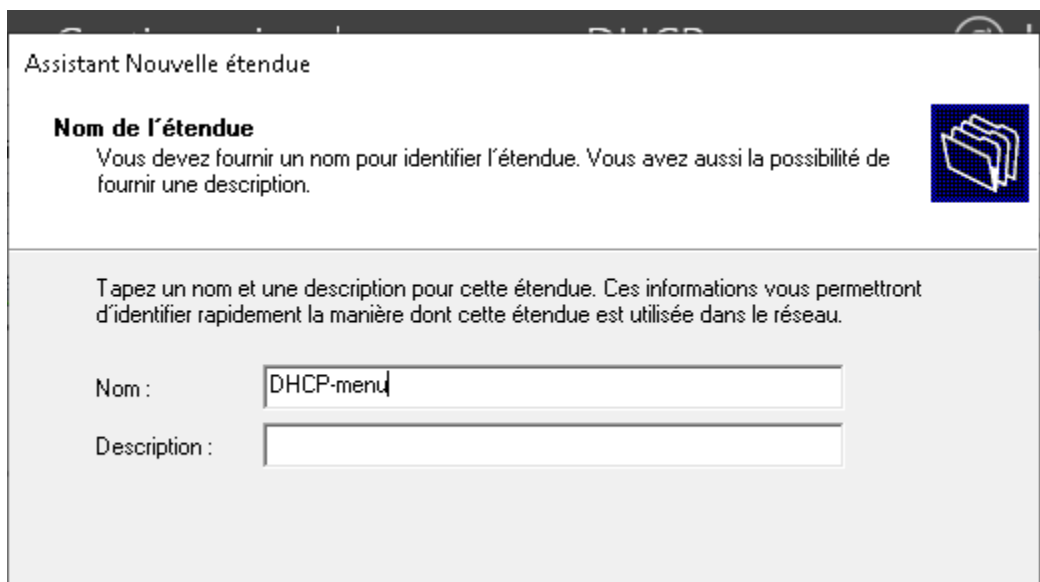 Assistant Nouvelle étendue
Nom de l´étendue
Vous devez fournir un nom pour identifier l´étendue. Vous avez aussi la possibilité de
fournir une description.
Tapez un nom et une description pour cette étendue. Ces informations vous permettront
d´identifier rapidement la manière dont cette étendue est utilisée dans le réseau.
Nom :
DHCP-menu
Description :